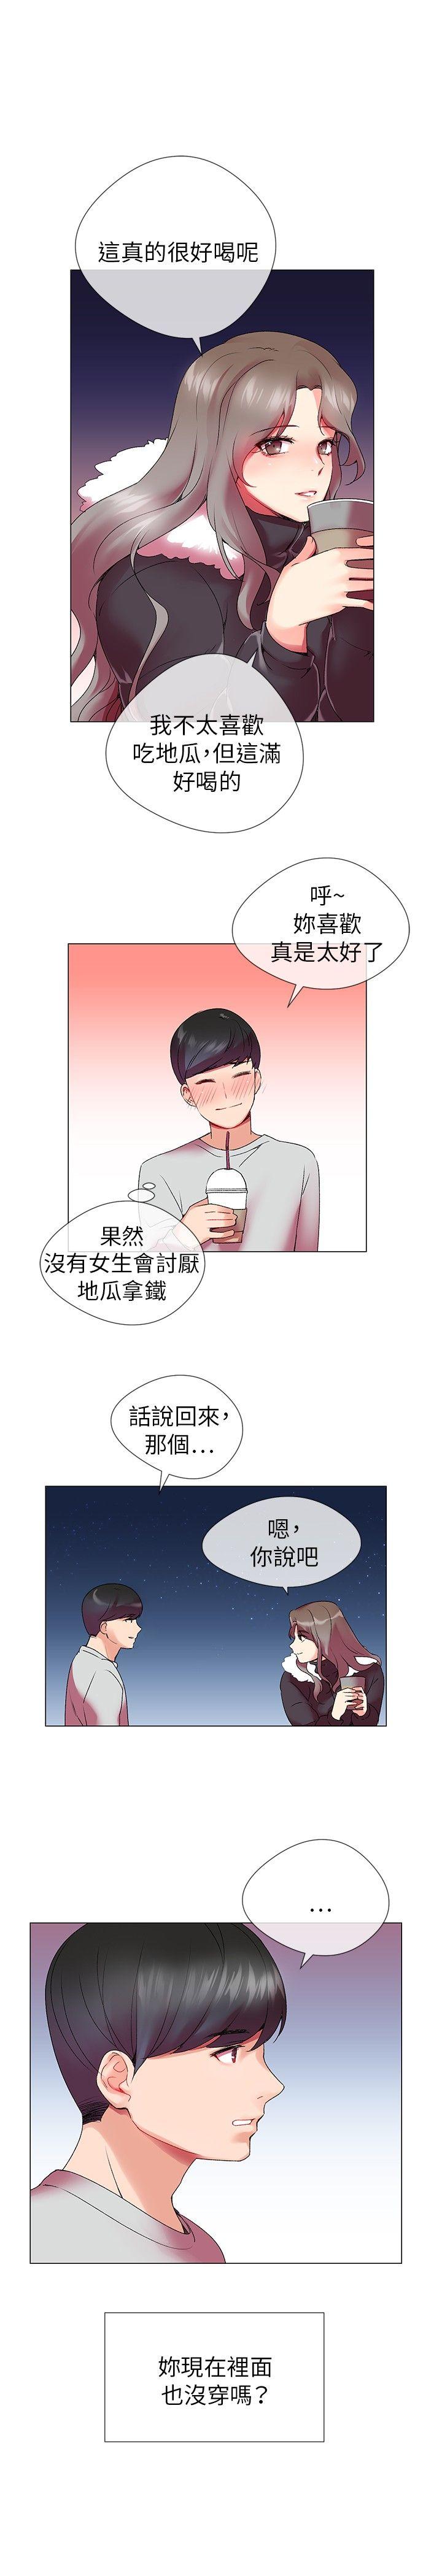 這真的很好喝呢
我不太喜歡
吃地瓜，但這滿
好喝的
呼~
妳喜歡
真是太好了
果然
沒有女生會討厭
地瓜拿鐵
話說回來，
那個...
嗯，
你說吧
...
妳現在裡面
也沒穿嗎？